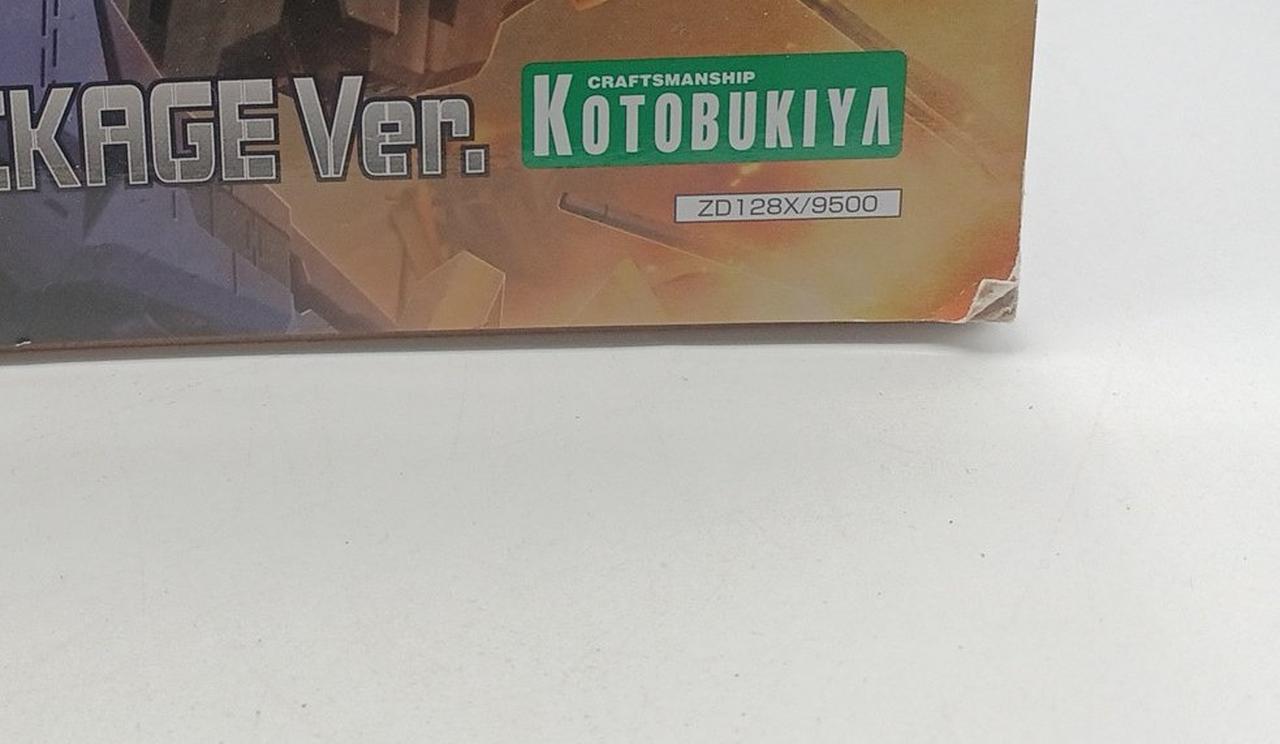 CKAGE Ver.
CRAFTSMANSHIP
KOTOBUKIYA
ZD128X/9500